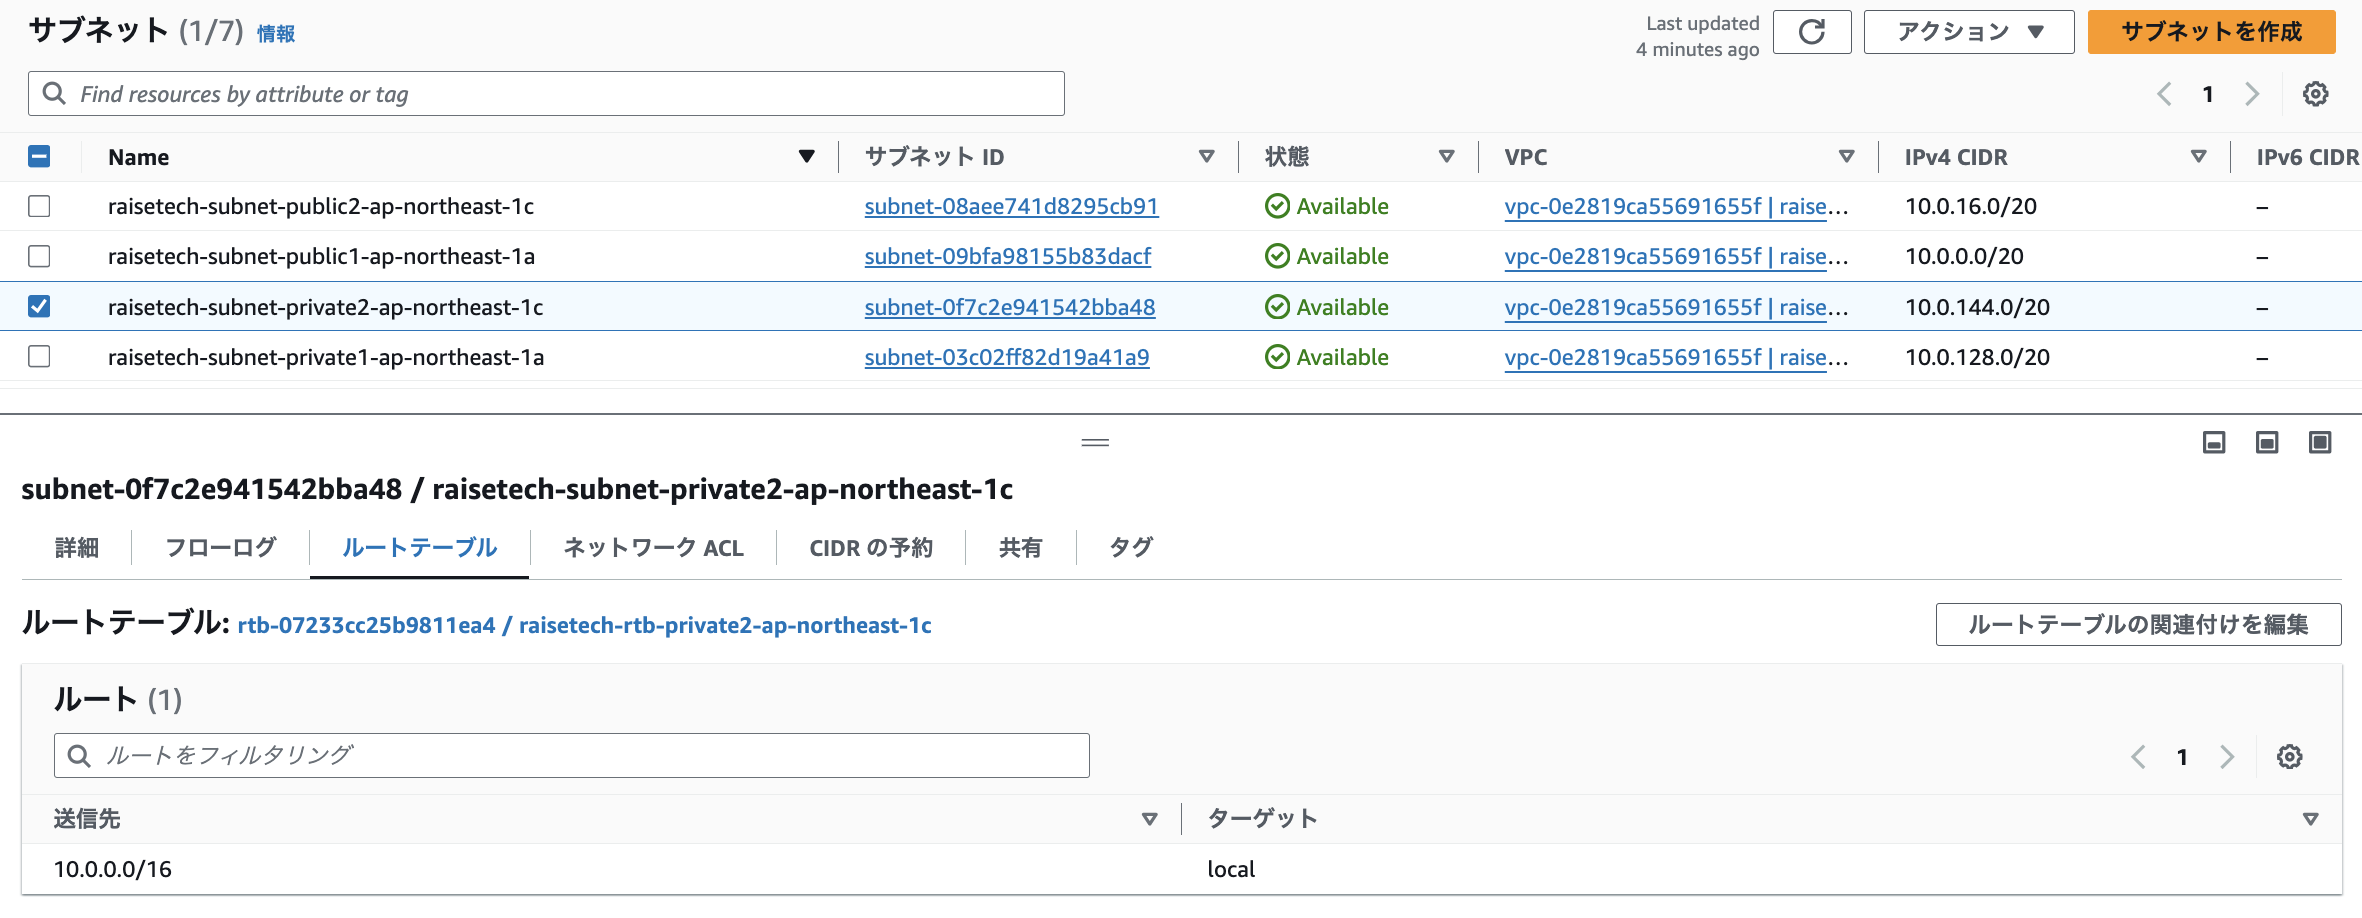 サブネット (1/7) 情報
Last updated
4 minutes ago
アクション
サブネットを作成
Find resources by attribute or tag
1
Name サブネット ID 状態 VPC IPv4 CIDR IPv6 CIDR
raisetech-subnet-public2-ap-northeast-1c subnet-08aee741d8295cb91 Available vpc-0e2819ca55691655f | raise… 10.0.16.0/20 –
raisetech-subnet-public1-ap-northeast-1a subnet-09bfa98155b83dacf Available vpc-0e2819ca55691655f | raise… 10.0.0.0/20 –
raisetech-subnet-private2-ap-northeast-1c subnet-0f7c2e941542bba48 Available vpc-0e2819ca55691655f | raise… 10.0.144.0/20 –
raisetech-subnet-private1-ap-northeast-1a subnet-03c02ff82d19a41a9 Available vpc-0e2819ca55691655f | raise… 10.0.128.0/20 –
subnet-0f7c2e941542bba48 / raisetech-subnet-private2-ap-northeast-1c
詳細 フローログ ルートテーブル ネットワーク ACL CIDR の予約 共有 タグ
ルートテーブル: rtb-07233cc25b9811ea4 / raisetech-rtb-private2-ap-northeast-1c
ルートテーブルの関連付けを編集
ルート (1)
ルートをフィルタリング
1
送信先 ターゲット
10.0.0.0/16 local